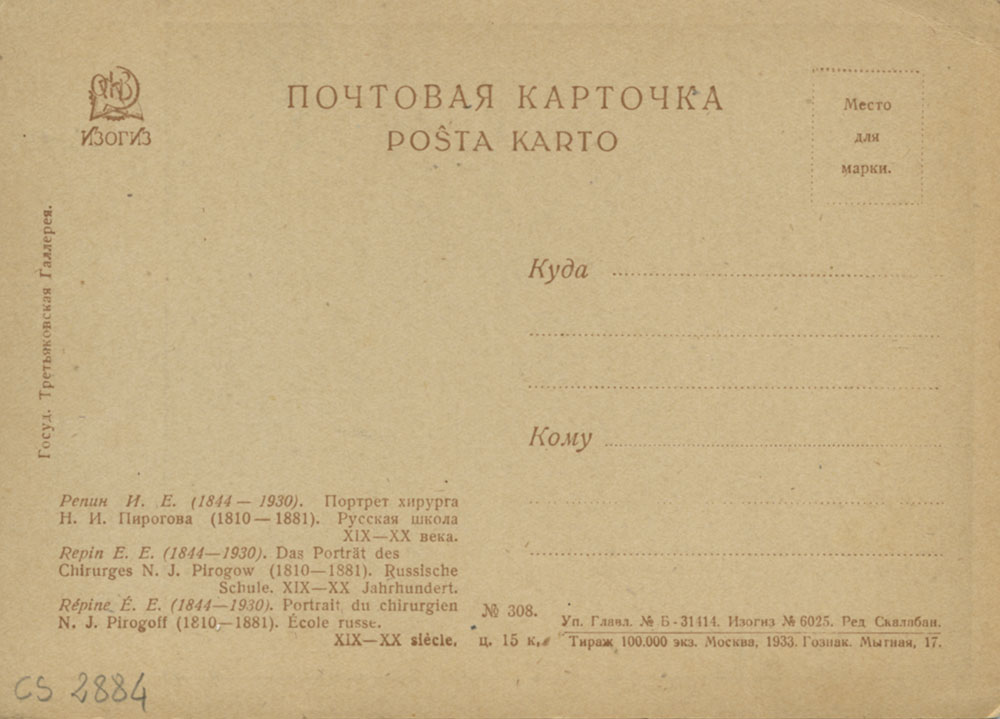 ИЗОГИЗ
ПОЧТОВАЯ КАРТОЧКА
POŜTA KARTO
Место
для
марки.
Госуд. Третьяковская Галлерея.
Куда
Кому
Репин И. Е. (1844 — 1930). Портрет хирурга
Н. И. Пирогова (1810 — 1881). Русская школа
XIX—XX века.
Repin E. E. (1844—1930). Das Porträt des
Chirurges N. J. Pirogow (1810—1881). Russische
Schule. XIX—XX Jahrhundert.
Répine É. E. (1844—1930). Portrait du chirurgien
N. J. Pirogoff (1810—1881). École russe.
XIX—XX siècle.
№ 308.
ц. 15 к.
Уп. Главл. № Б - 31414. Изогиз № 6025. Ред Скалабан.
Тираж 100.000 экз. Москва, 1933. Гознак. Мытная, 17.
CS 2884